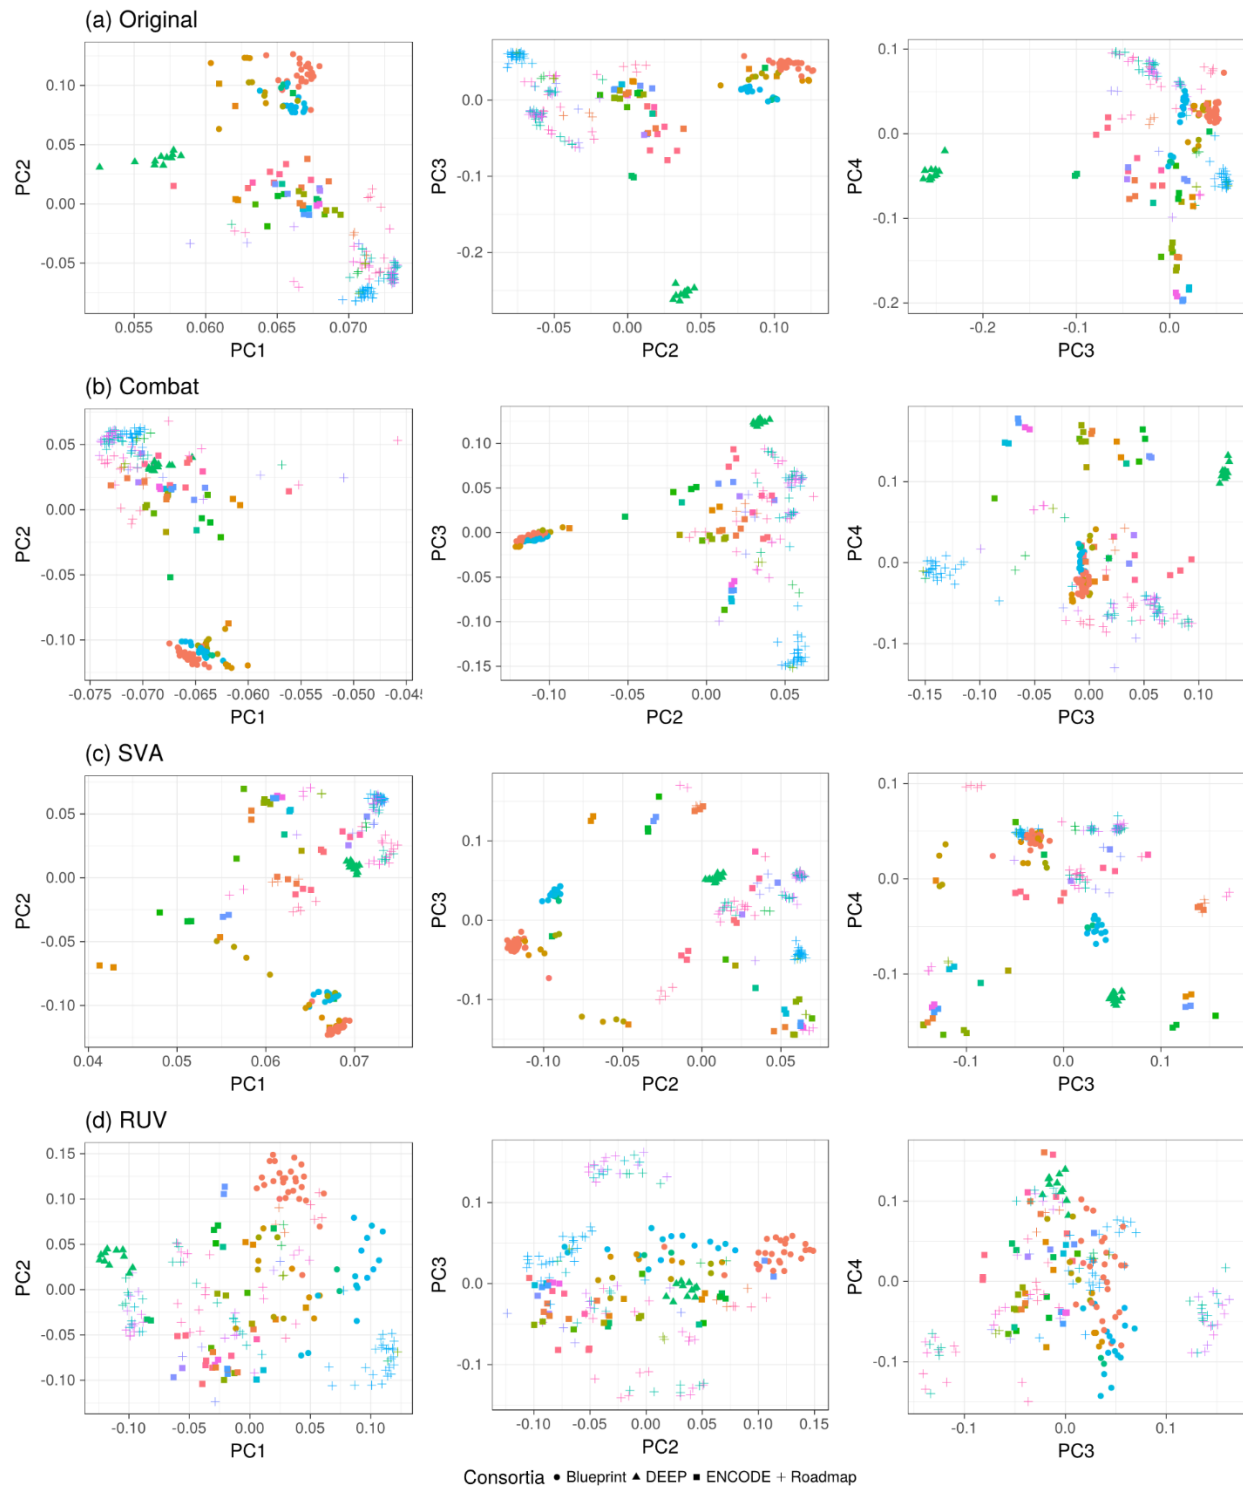 (a) Original
0.10
0.05
0.00
-0.05
PC2
0.055 0.060 0.065 0.070
PC1
0.0
-0.1
-0.2
PC3
-0.05 0.00 0.05 0.10
PC2
0.1
0.0
-0.1
-0.2
PC4
-0.2 -0.1 0.0
PC3
(b) Combat
0.05
0.00
-0.05
-0.10
PC2
-0.075 -0.070 -0.065 -0.060 -0.055 -0.050 -0.045
PC1
0.10
0.05
0.00
-0.05
-0.10
-0.15
PC3
-0.10 0.00 0.05
PC2
0.1
0.0
-0.1
PC4
-0.15 -0.10 -0.05 0.00 0.05 0.10
PC3
(c) SVA
0.05
0.00
-0.05
-0.10
PC2
0.04 0.05 0.06 0.07
PC1
0.1
0.0
-0.1
PC3
-0.10 -0.05 0.00 0.05
PC2
0.1
0.0
-0.1
PC4
-0.1 0.0 0.1
PC3
(d) RUV
0.15
0.10
0.05
0.00
-0.05
-0.10
PC2
-0.10 -0.05 0.00 0.05 0.10
PC1
0.1
0.0
-0.1
PC3
-0.10 -0.05 0.00 0.05 0.10 0.15
PC2
0.1
0.0
-0.1
PC4
-0.1 0.0 0.1
PC3
Consortia Blueprint DEEP ENCODE Roadmap